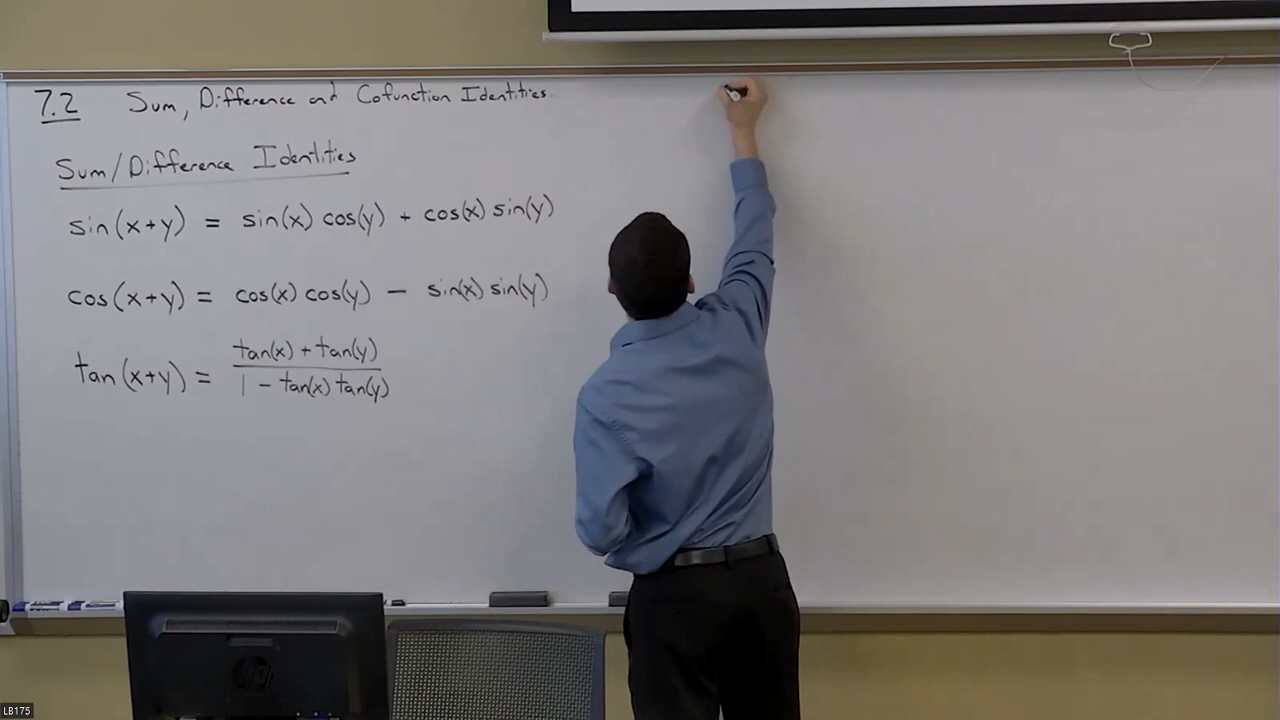 7.2 Sum, Difference and Cofunction Identities.
Sum/Difference Identities
sin(x+y) = sin(x) cos(y) + cos(x) sin(y)
cos(x+y) = cos(x) cos(y) - sin(x) sin(y)
tan(x+y) = tan(x) + tan(y)
1 - tan(x) tan(y)
hp
LB175